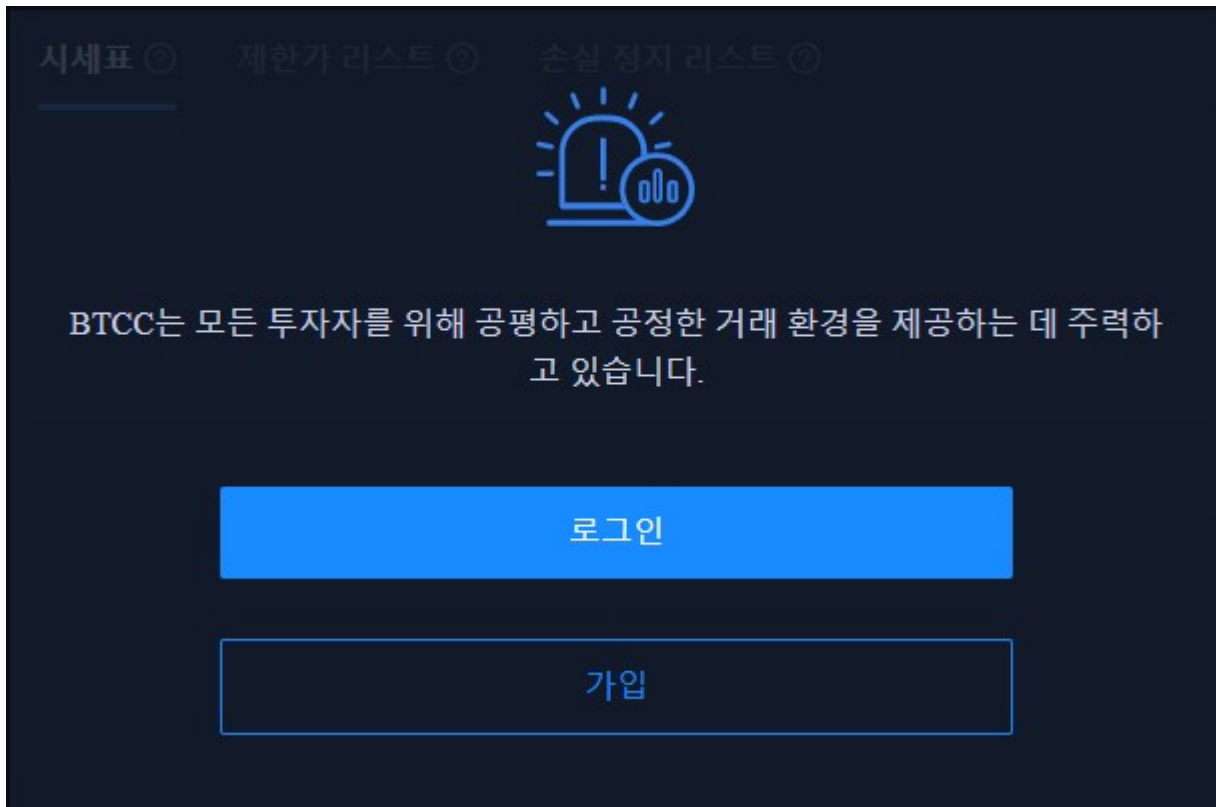 시세표 ? 제한가 리스트 ? 손실 정지 리스트 ?
BTCC는 모든 투자자를 위해 공평하고 공정한 거래 환경을 제공하는 데 주력하
고 있습니다.
로그인
가입